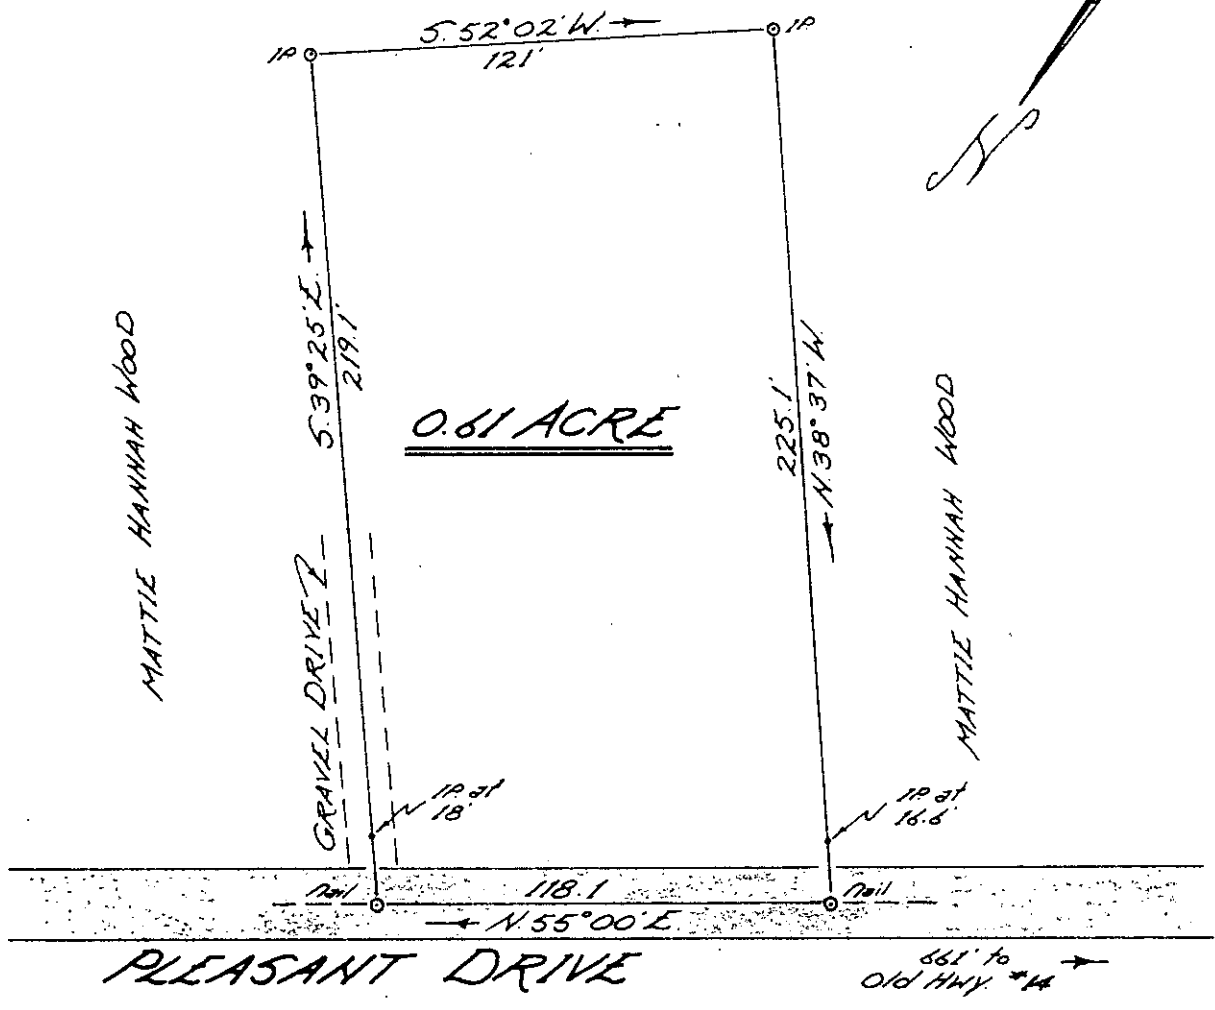 S. 52°02' W.
IP.
IP.
121'
N
S. 39°25' E.
219.1'
225.1'
N. 38°37' W.
MATTIE HANNAH WOOD
0.61 ACRE
MATTIE HANNAH WOOD
GRAVEL DRIVE
IP. at
18'
IP. at
16.6'
Nail
118.1
Nail
N. 55°00' E.
PLEASANT DRIVE
661' to
Old Hwy. #14